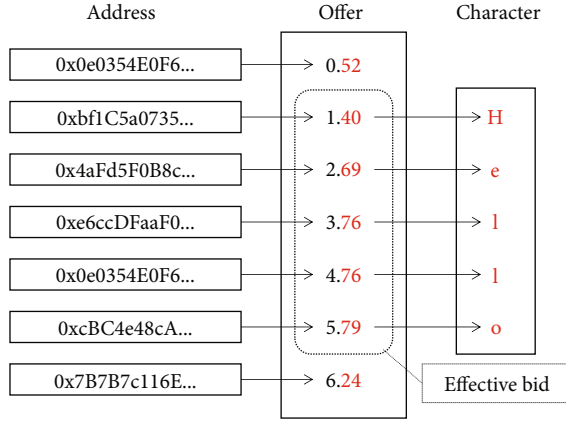 Address Offer Character
0x0e0354E0F6... 0.52
0xbf1C5a0735... 1.40 H
0x4aFd5F0B8c... 2.69 e
0xe6ccDFaaF0... 3.76 l
0x0e0354E0F6... 4.76 l
0xcBC4e48cA... 5.79 o
0x7B7B7c116E... 6.24
Effective bid